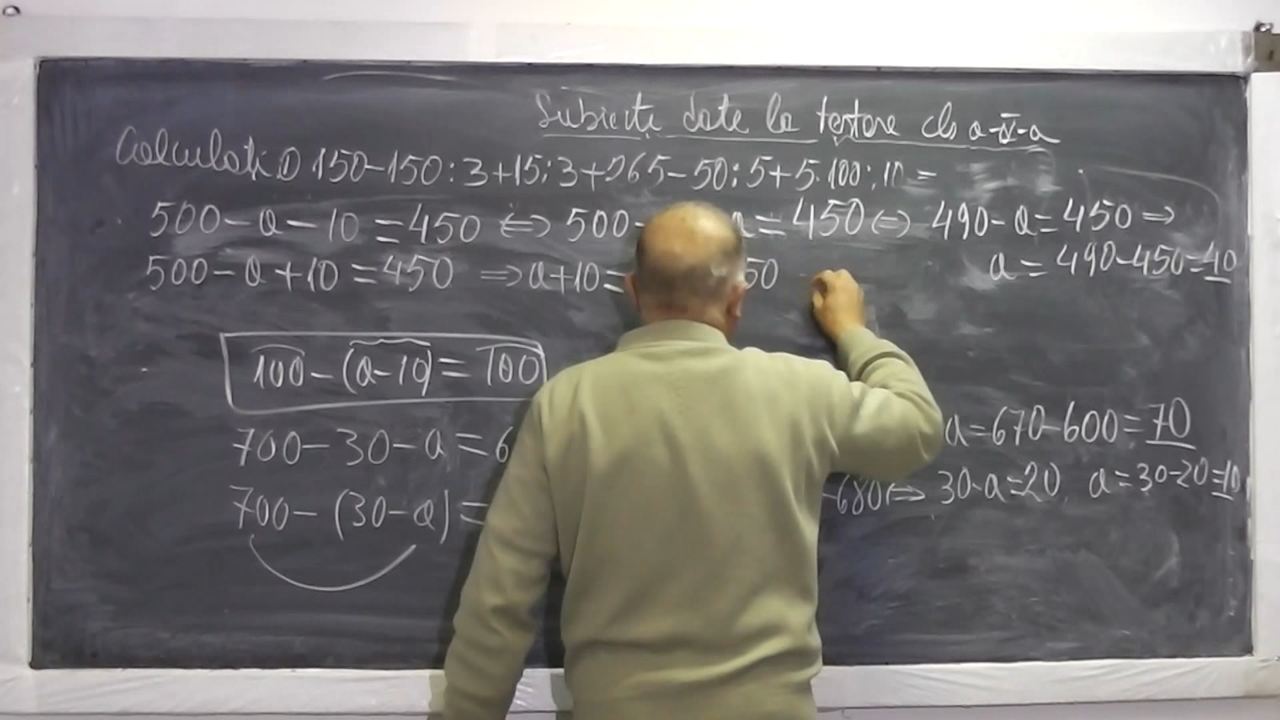 Subiecte date la testare cls a-V-a
Calculați 1) 150-150:3+15:3+265-50:5+5·100:10=
500-a-10=450 ⇔ 500- a=450 ⇔ 490-a=450 ⇒
a=490-450=40
500-a+10=450 ⇒ a+10= 50
100-(a-10)=100
700-30-a=6 a=670-600=70
700-(30-a)= -680 ⇔ 30-a=20, a=30-20=10